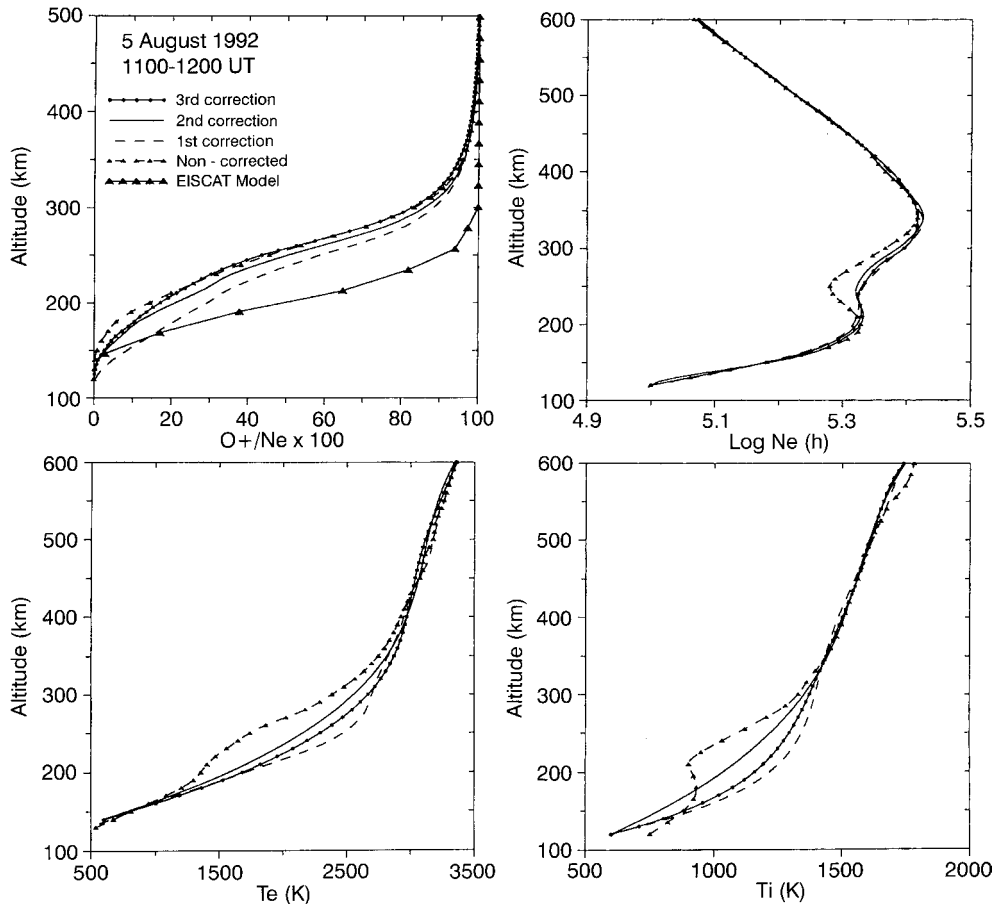 500
400
300
200
100
Altitude (km)
5 August 1992
1100-1200 UT
3rd correction
2nd correction
1st correction
Non - corrected
EISCAT Model
0 20 40 60 80 100
O+/Ne x 100
600
500
400
300
200
100
Altitude (km)
4.9 5.1 5.3 5.5
Log Ne (h)
600
500
400
300
200
100
Altitude (km)
500 1500 2500 3500
Te (K)
600
500
400
300
200
100
Altitude (km)
500 1000 1500 2000
Ti (K)